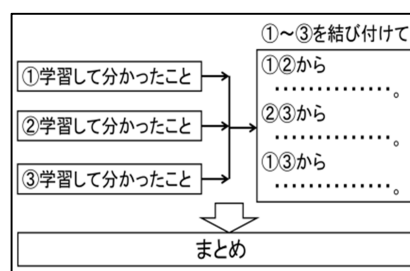 ①～③を結び付けて
①学習して分かったこと
②学習して分かったこと
③学習して分かったこと
①②から
……………。
②③から
……………。
①③から
……………。
まとめ